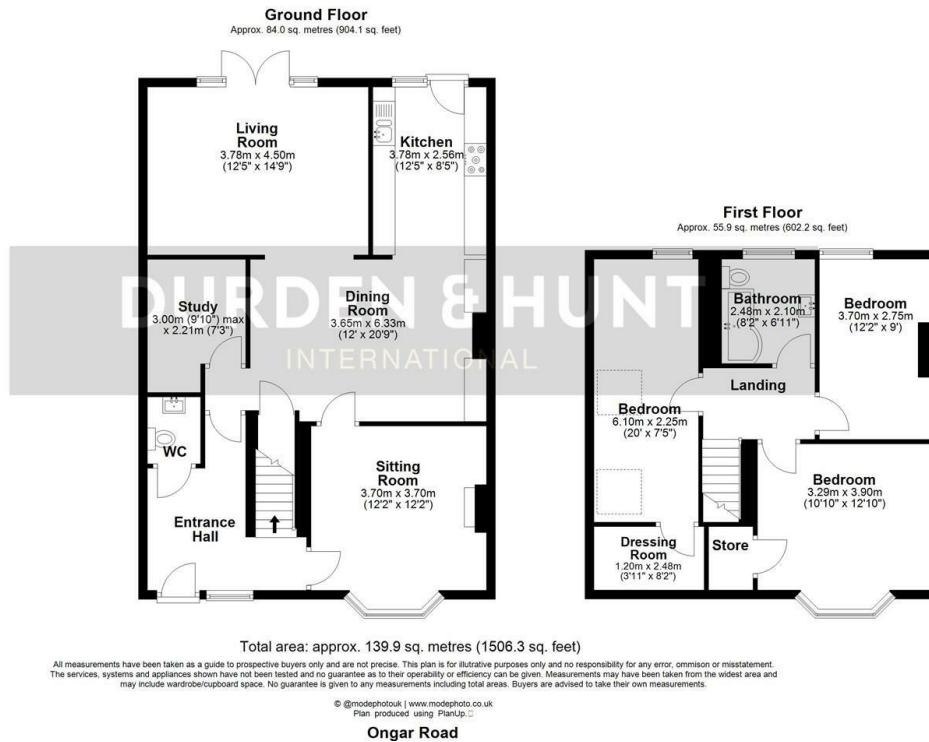 Ground Floor
Approx. 84.0 sq. metres (904.1 sq. feet)
Living
Room
3.78m x 4.50m
(12'5" x 14'9")
Kitchen
3.78m x 2.56m
(12'5" x 8'5")
DURDEN & HUNT
INTERNATIONAL
Study
3.00m (9'10") max
x 2.21m (7'3")
Dining
Room
3.65m x 6.33m
(12' x 20'9")
WC
Sitting
Room
3.70m x 3.70m
(12'2" x 12'2")
Entrance
Hall
First Floor
Approx. 55.9 sq. metres (602.2 sq. feet)
Bathroom
2.48m x 2.10m
(8'2" x 6'11")
Bedroom
3.70m x 2.75m
(12'2" x 9')
Landing
Bedroom
6.10m x 2.25m
(20' x 7'5")
Bedroom
3.29m x 3.90m
(10'10" x 12'10")
Dressing
Room
1.20m x 2.48m
(3'11" x 8'2")
Store
Total area: approx. 139.9 sq. metres (1506.3 sq. feet)
All measurements have been taken as a guide to prospective buyers only and are not precise. This plan is for illutrative purposes only and no responsibility for any error, ommison or misstatement.
The services, systems and appliances shown have not been tested and no guarantee as to their operability or efficiency can be given. Measurements may have been taken from the widest area and
may include wardrobe/cupboard space. No guarantee is given to any measurements including total areas. Buyers are advised to take their own measurements.
© @modephotouk | www.modephoto.co.uk
Plan produced using PlanUp.
Ongar Road